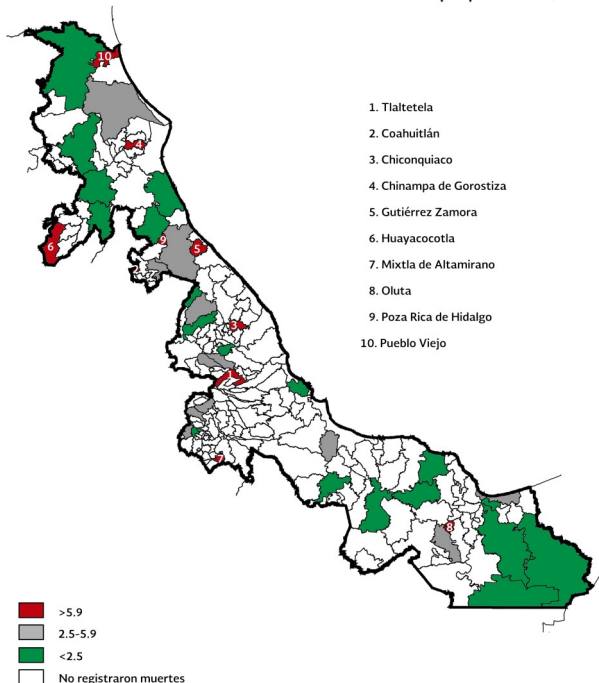 1. Tlaltetela
2. Coahuitlán
3. Chiconquiaco
4. Chinampa de Gorostiza
5. Gutiérrez Zamora
6. Huayacocotla
7. Mixtla de Altamirano
8. Oluta
9. Poza Rica de Hidalgo
10. Pueblo Viejo
10
4
9
5
6
2
3
1
7
8
>5.9
2.5-5.9
<2.5
No registraron muertes